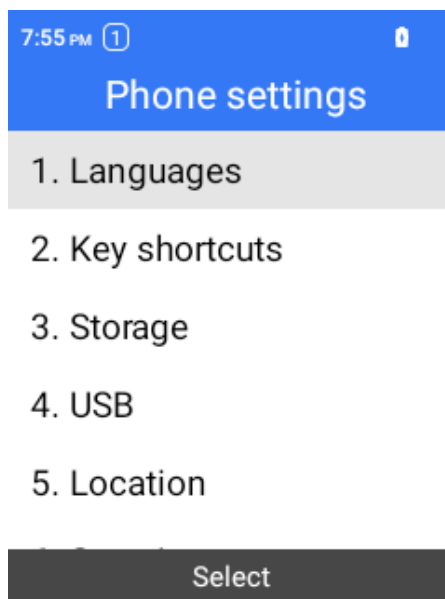 7:55 PM 1
Phone settings
1. Languages
2. Key shortcuts
3. Storage
4. USB
5. Location
Select